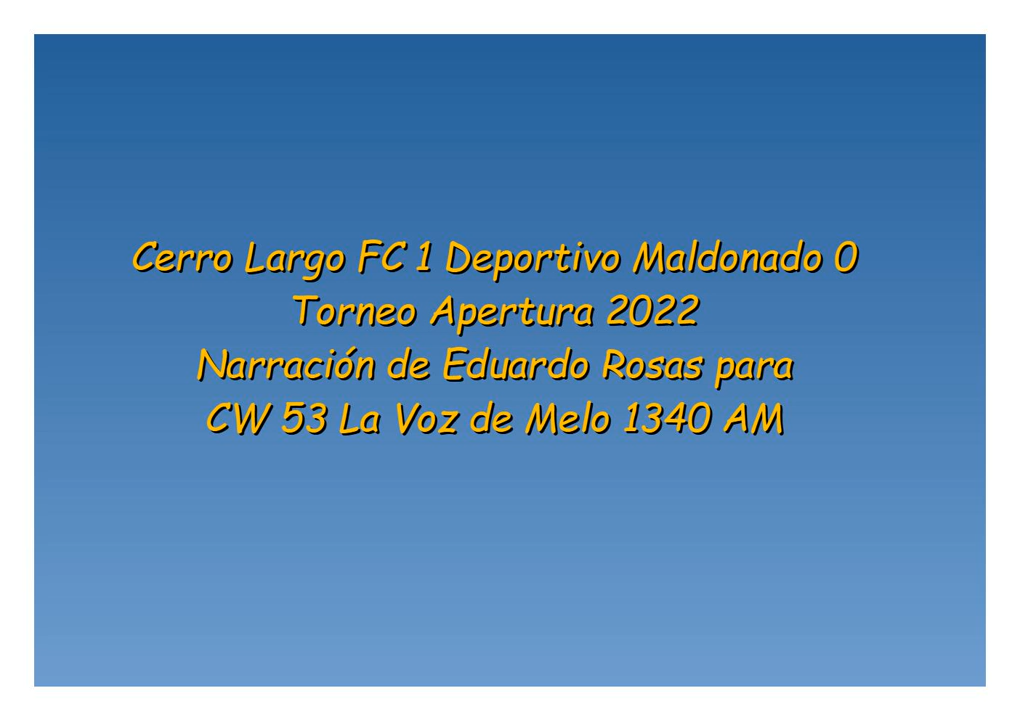 Cerro Largo FC 1 Deportivo Maldonado 0
Torneo Apertura 2022
Narración de Eduardo Rosas para
CW 53 La Voz de Melo 1340 AM